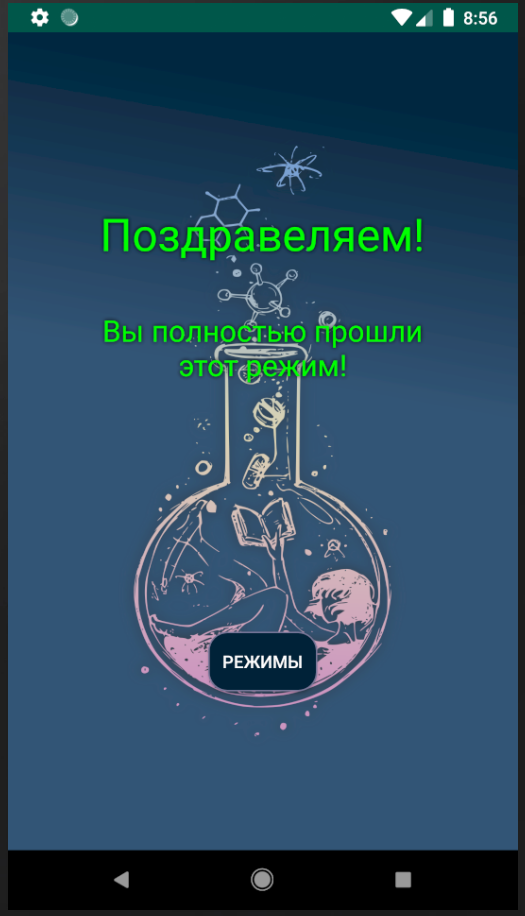 8:56
Поздравеляем!
Вы полностью прошли
этот режим!
РЕЖИМЫ